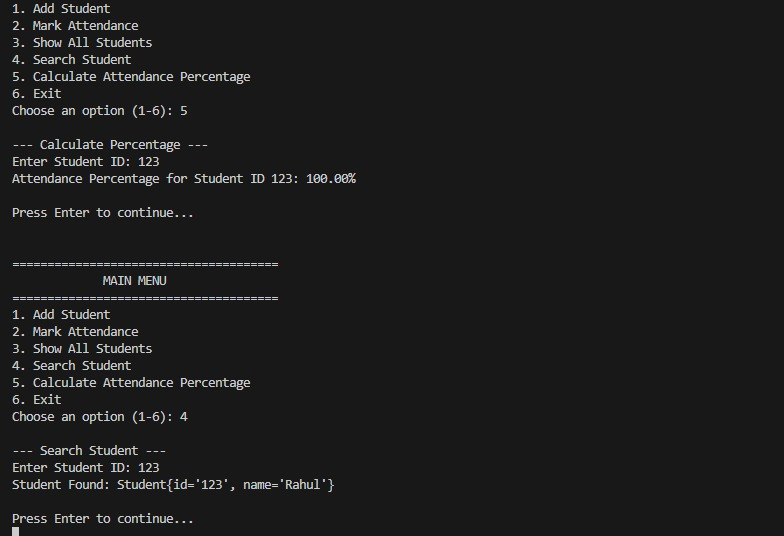 1. Add Student
2. Mark Attendance
3. Show All Students
4. Search Student
5. Calculate Attendance Percentage
6. Exit
Choose an option (1-6): 5

--- Calculate Percentage ---
Enter Student ID: 123
Attendance Percentage for Student ID 123: 100.00%

Press Enter to continue...


======================================
             MAIN MENU
======================================
1. Add Student
2. Mark Attendance
3. Show All Students
4. Search Student
5. Calculate Attendance Percentage
6. Exit
Choose an option (1-6): 4

--- Search Student ---
Enter Student ID: 123
Student Found: Student{id='123', name='Rahul'}

Press Enter to continue...